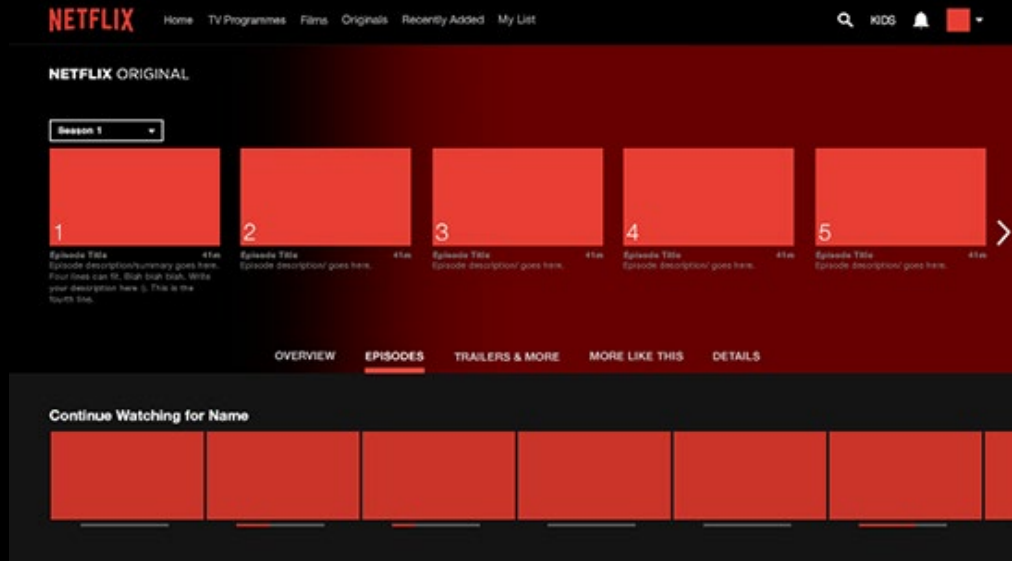 NETFLIX Home TV Programmes Films Originals Recently Added My List KIDS
NETFLIX ORIGINAL
Season 1
1 2 3 4 5
Episode Title 41m Episode Title 41m Episode Title 41m Episode Title 41m Episode Title 41m
Episode description/summary goes here. Episode description/ goes here. Episode description/ goes here. Episode description/ goes here. Episode description/ goes here.
Four lines can fit. Blah blah blah. Write
your description here :). This is the
fourth line.
OVERVIEW EPISODES TRAILERS & MORE MORE LIKE THIS DETAILS
Continue Watching for Name